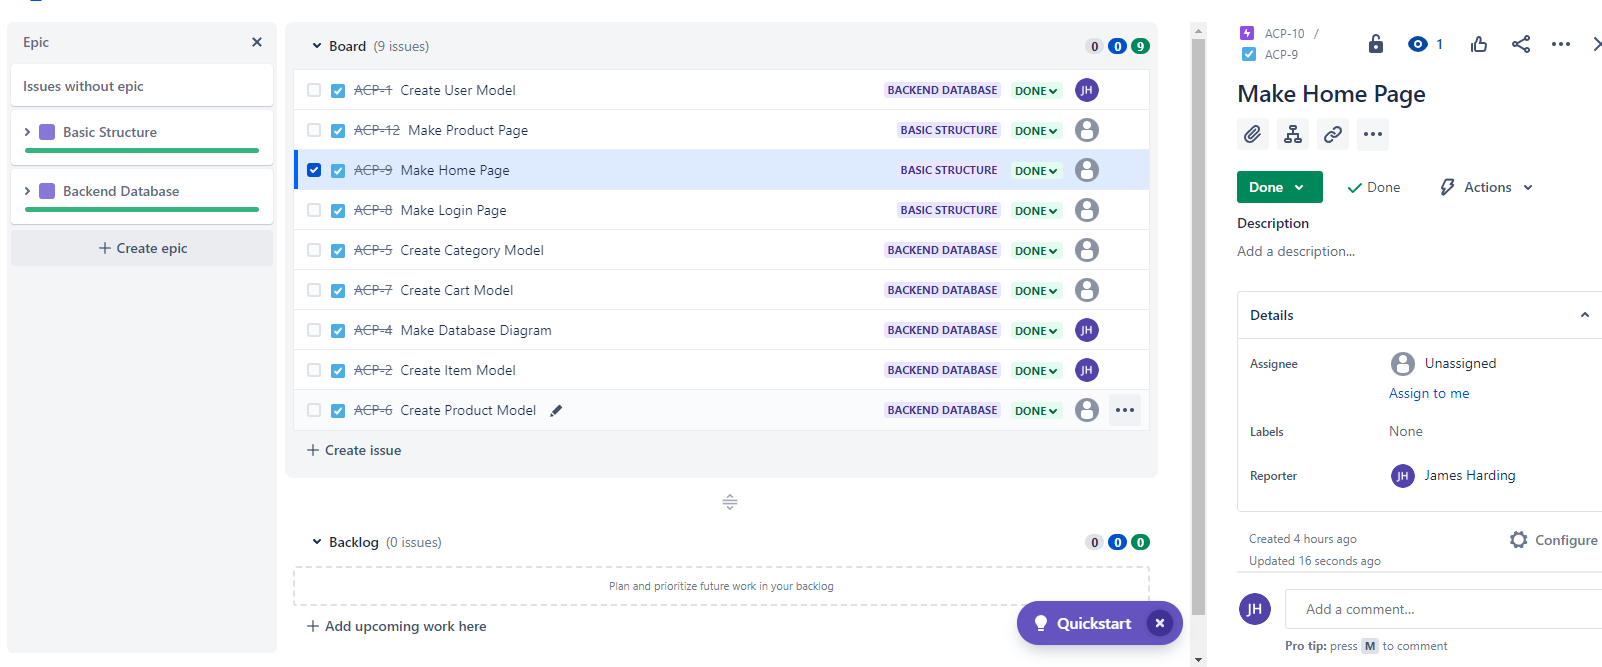 Epic
Issues without epic
Basic Structure
Backend Database
Create epic
Board (9 issues) 0 0 9
ACP-1 Create User Model BACKEND DATABASE DONE JH
ACP-12 Make Product Page BASIC STRUCTURE DONE
ACP-9 Make Home Page BASIC STRUCTURE DONE
ACP-8 Make Login Page BASIC STRUCTURE DONE
ACP-5 Create Category Model BACKEND DATABASE DONE
ACP-7 Create Cart Model BACKEND DATABASE DONE
ACP-4 Make Database Diagram BACKEND DATABASE DONE JH
ACP-2 Create Item Model BACKEND DATABASE DONE JH
ACP-6 Create Product Model BACKEND DATABASE DONE
Create issue
Backlog (0 issues) 0 0 0
Plan and prioritize future work in your backlog
Add upcoming work here
Quickstart
ACP-10 /
ACP-9
1
Make Home Page
Done
Done
Actions
Description
Add a description...
Details
Assignee Unassigned
Assign to me
Labels None
Reporter JH James Harding
Created 4 hours ago
Configure
Updated 16 seconds ago
JH Add a comment...
Pro tip: press M to comment